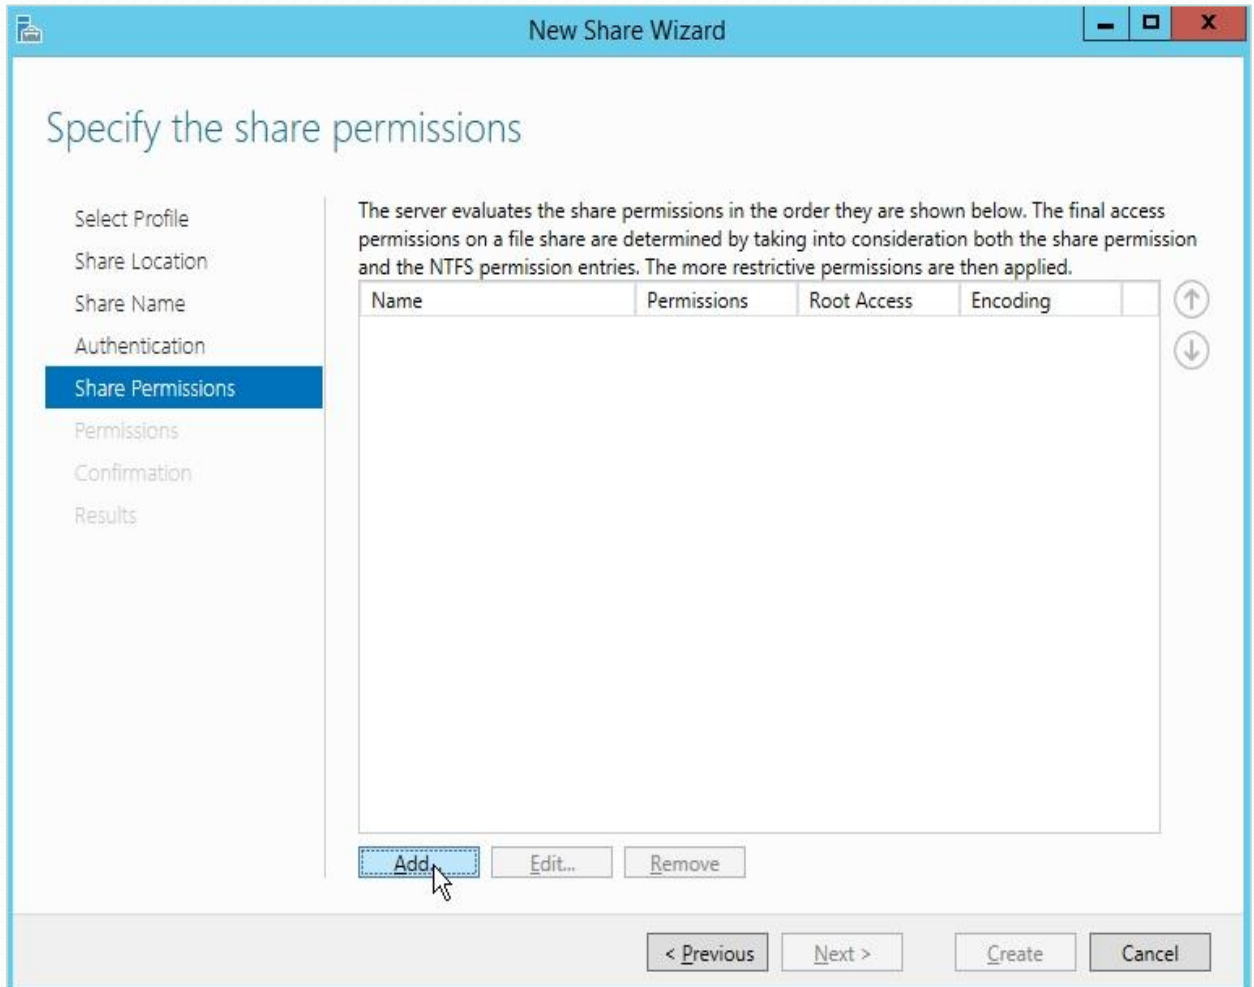 New Share Wizard
Specify the share permissions
Select Profile
Share Location
Share Name
Authentication
Share Permissions
Permissions
Confirmation
Results
The server evaluates the share permissions in the order they are shown below. The final access
permissions on a file share are determined by taking into consideration both the share permission
and the NTFS permission entries. The more restrictive permissions are then applied.
Name Permissions Root Access Encoding
Add... Edit... Remove
< Previous Next > Create Cancel